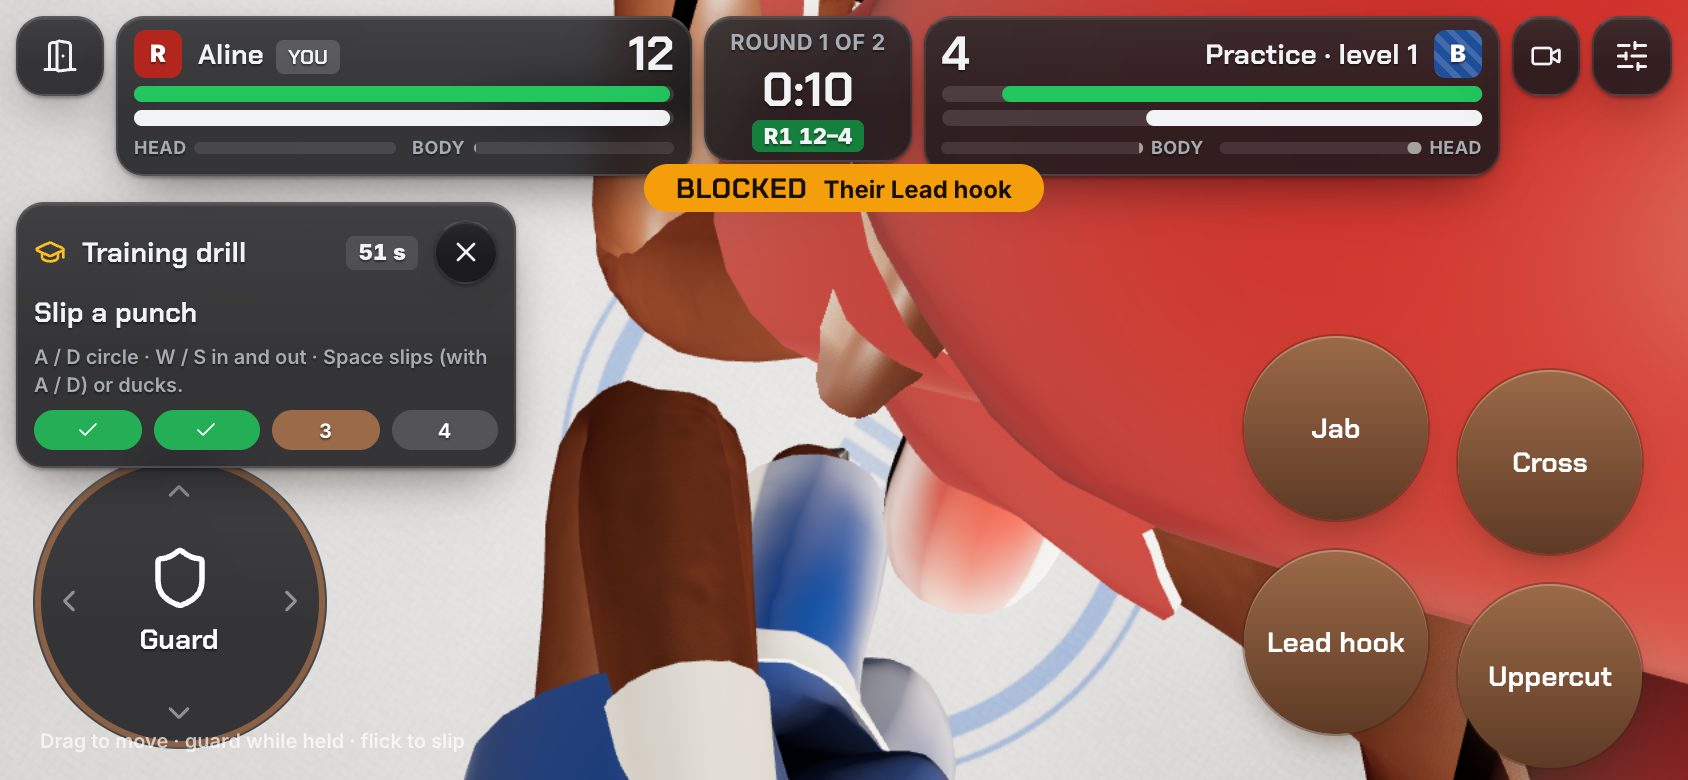 R Aline YOU 12
HEAD BODY
ROUND 1 OF 2
0:10
R1 12–4
4 Practice · level 1 B
BODY HEAD
BLOCKED Their Lead hook
Training drill 51 s
Slip a punch
A / D circle · W / S in and out · Space slips (with
A / D) or ducks.
3 4
Guard
Drag to move · guard while held · flick to slip
Jab
Cross
Lead hook
Uppercut